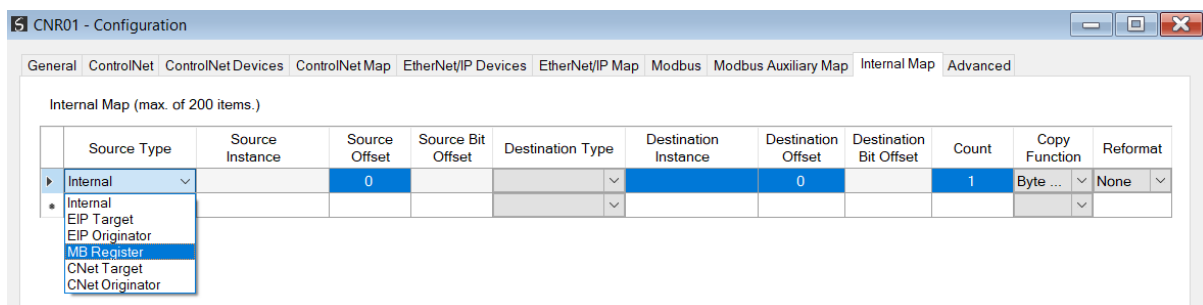 CNR01 - Configuration
General ControlNet ControlNet Devices ControlNet Map EtherNet/IP Devices EtherNet/IP Map Modbus Modbus Auxiliary Map Internal Map Advanced
Internal Map (max. of 200 items.)
Source Type Source Instance Source Offset Source Bit Offset Destination Type Destination Instance Destination Offset Destination Bit Offset Count Copy Function Reformat
Internal 0 0 1 Byte ... None
Internal
EIP Target
EIP Originator
MB Register
CNet Target
CNet Originator